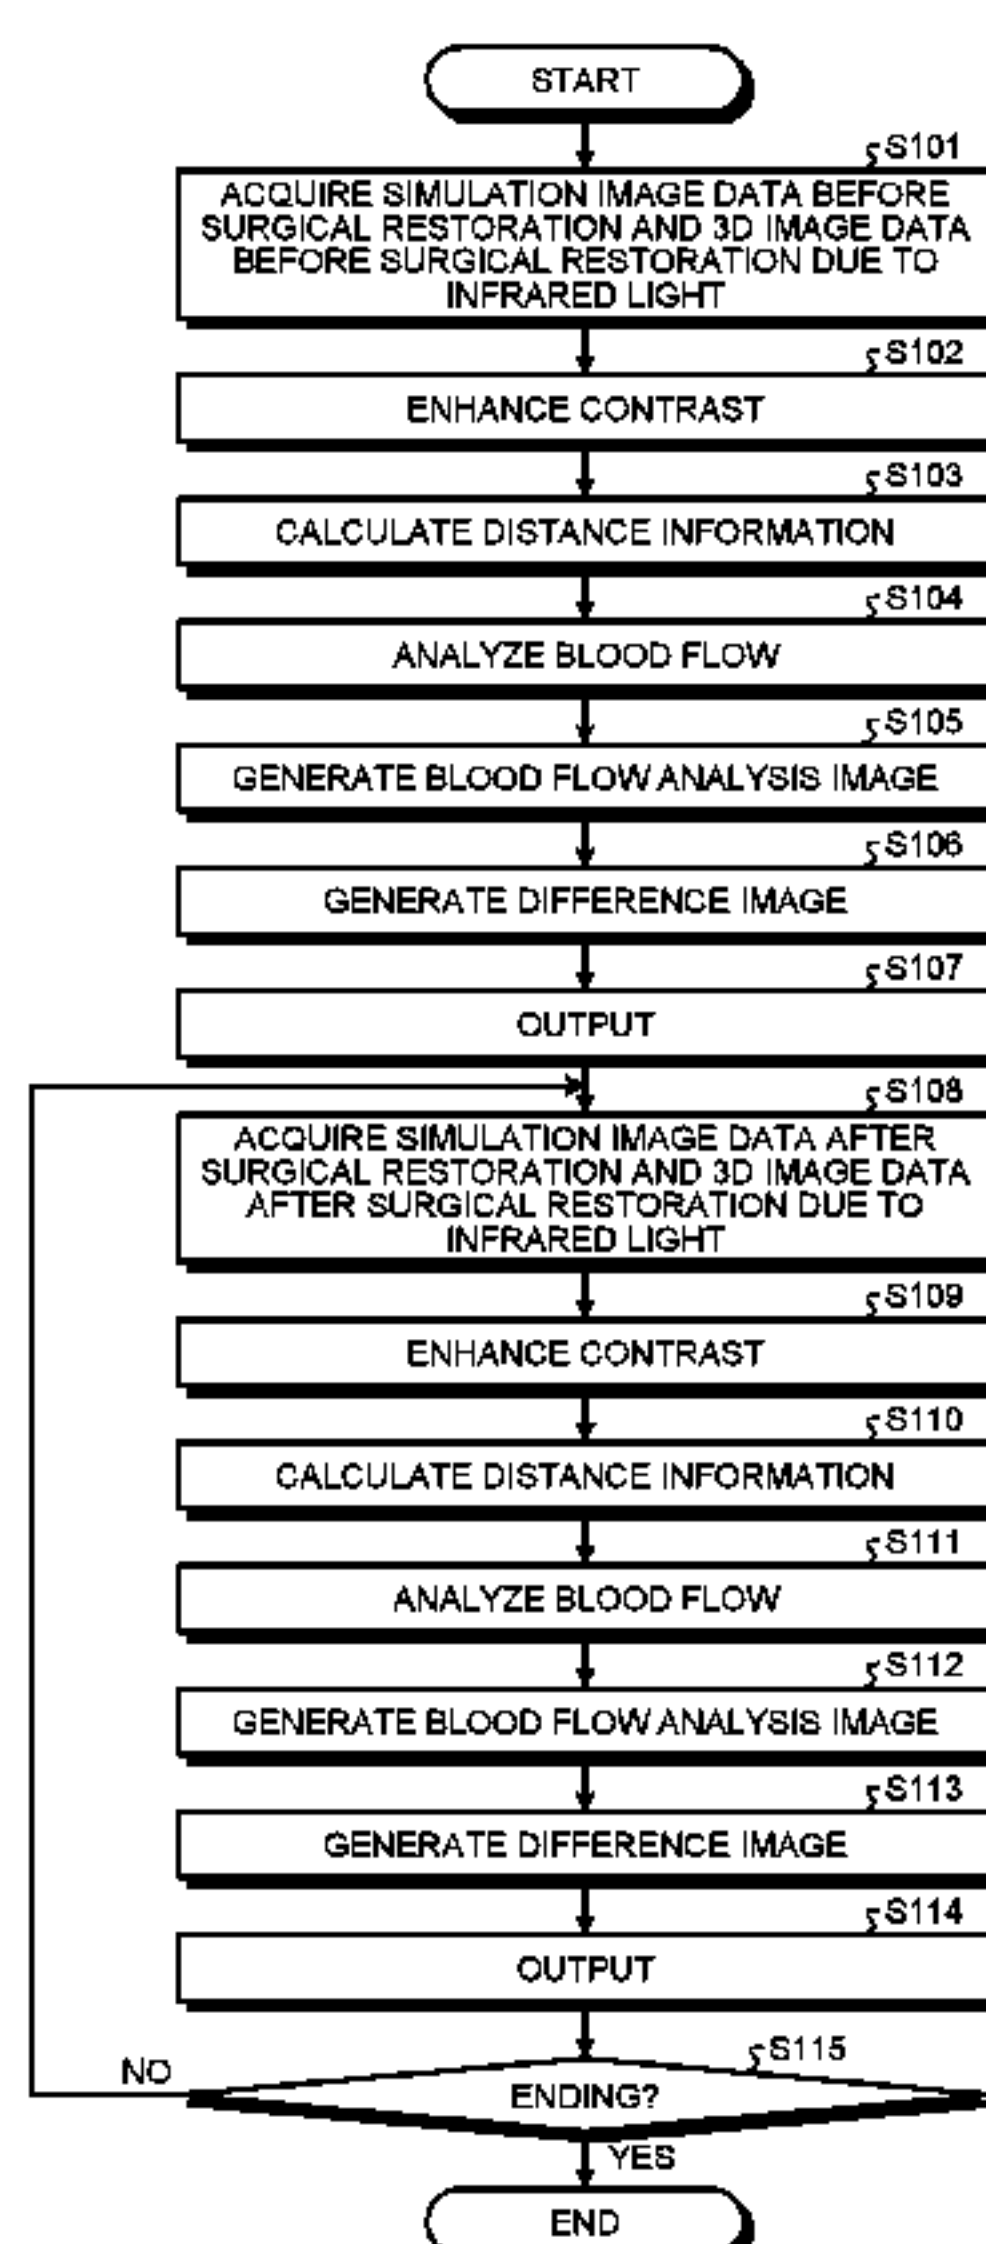 START
S101
ACQUIRE SIMULATION IMAGE DATA BEFORE
SURGICAL RESTORATION AND 3D IMAGE DATA
BEFORE SURGICAL RESTORATION DUE TO
INFRARED LIGHT
S102
ENHANCE CONTRAST
S103
CALCULATE DISTANCE INFORMATION
S104
ANALYZE BLOOD FLOW
S105
GENERATE BLOOD FLOW ANALYSIS IMAGE
S106
GENERATE DIFFERENCE IMAGE
S107
OUTPUT
S108
ACQUIRE SIMULATION IMAGE DATA AFTER
SURGICAL RESTORATION AND 3D IMAGE DATA
AFTER SURGICAL RESTORATION DUE TO
INFRARED LIGHT
S109
ENHANCE CONTRAST
S110
CALCULATE DISTANCE INFORMATION
S111
ANALYZE BLOOD FLOW
S112
GENERATE BLOOD FLOW ANALYSIS IMAGE
S113
GENERATE DIFFERENCE IMAGE
S114
OUTPUT
S115
NO
ENDING?
YES
END